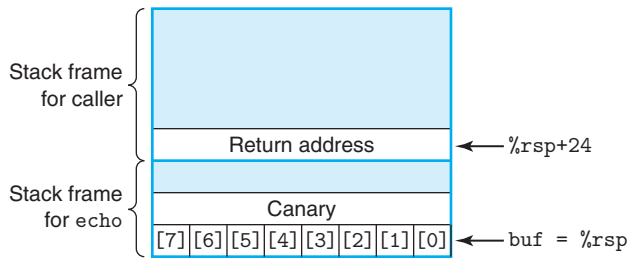 Stack frame
for caller
Return address
%rsp+24
Stack frame
for echo
Canary
[7] [6] [5] [4] [3] [2] [1] [0]
buf = %rsp